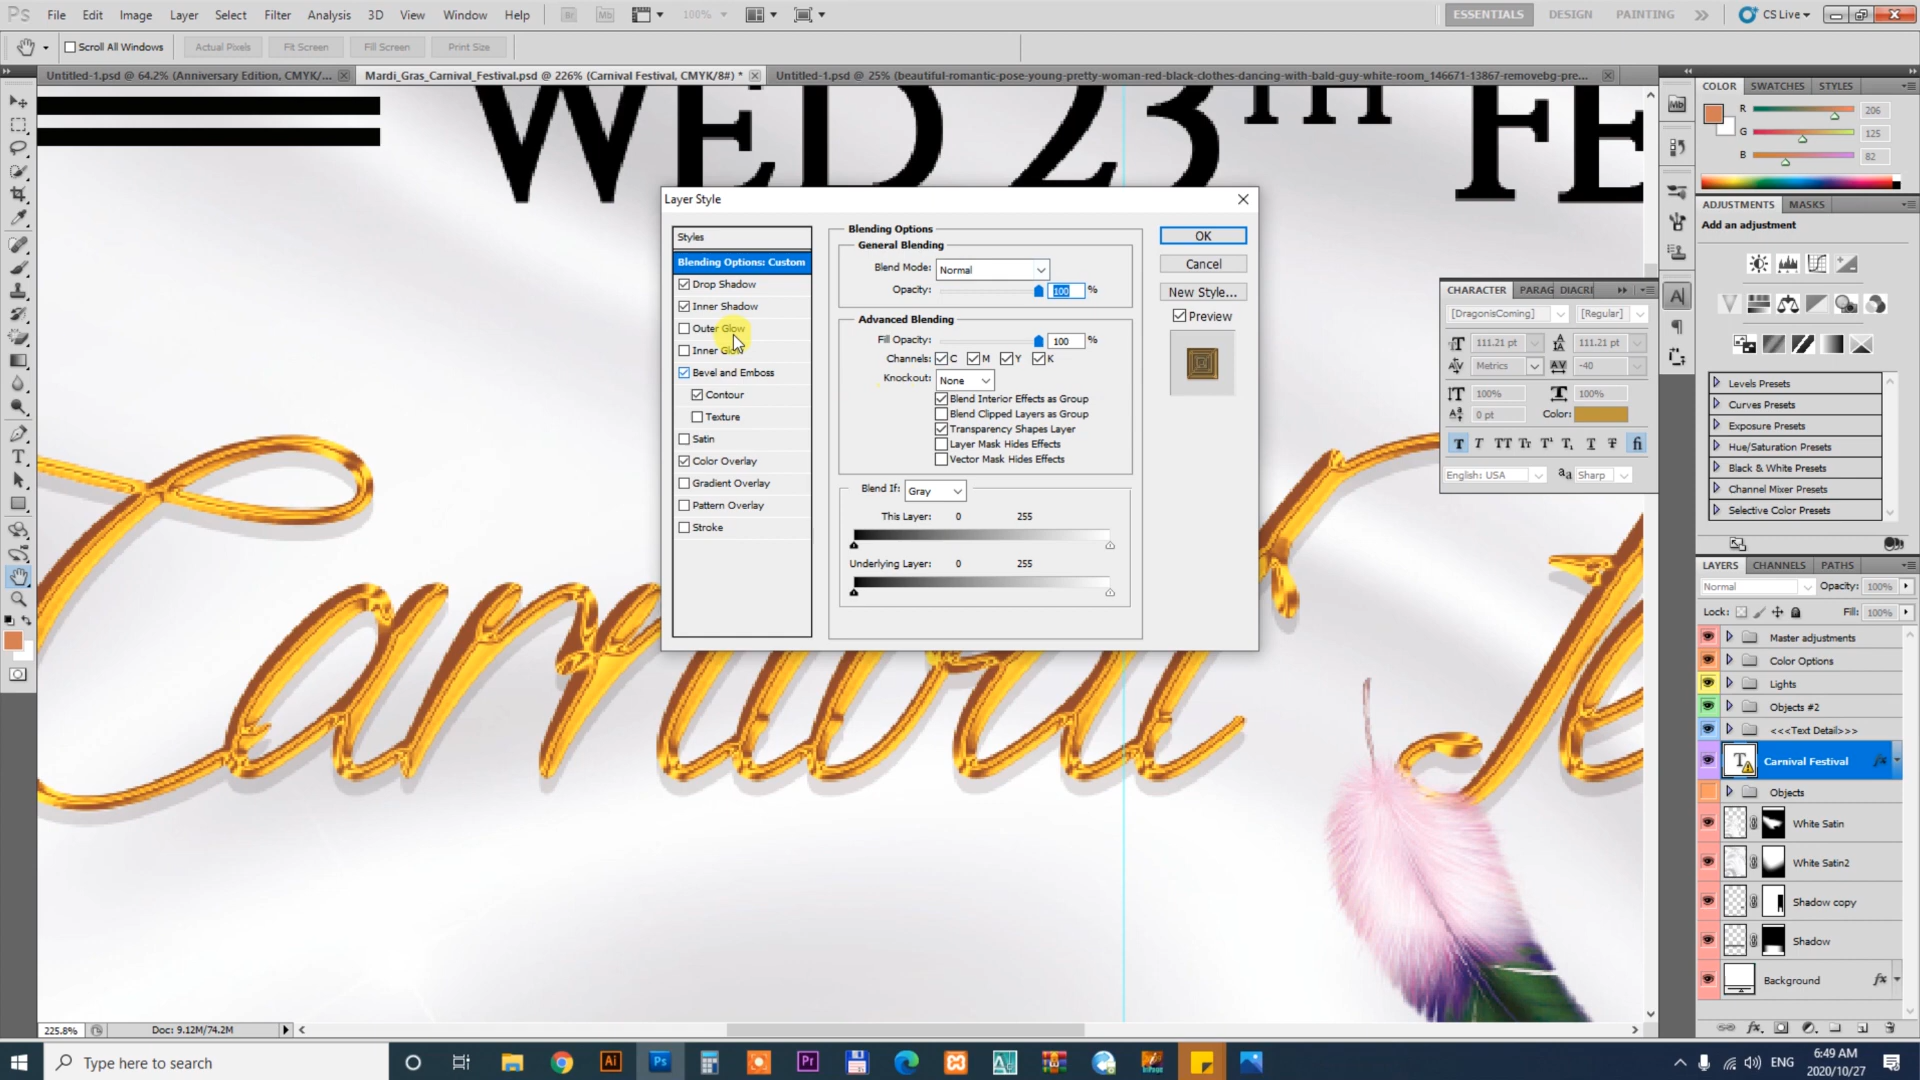 Ps File Edit Image Layer Select Filter Analysis 3D View Window Help Br Mb 100% ESSENTIALS DESIGN PAINTING CS Live
Scroll All Windows Actual Pixels Fit Screen Fill Screen Print Size
Untitled-1.psd @ 64.2% (Anniversary Edition, CMYK/... Mardi_Gras_Carnival_Festival.psd @ 226% (Carnival Festival, CMYK/8#) * Untitled-1.psd @ 25% (beautiful-romantic-pose-young-pretty-woman-red-black-clothes-dancing-with-bald-guy-white-room_146671-13867-removebg-pre...
WED 23TH FE
Carnival Fe
Layer Style
Styles
Blending Options: Custom
Drop Shadow
Inner Shadow
Outer Glow
Inner Glow
Bevel and Emboss
Contour
Texture
Satin
Color Overlay
Gradient Overlay
Pattern Overlay
Stroke
Blending Options
General Blending
Blend Mode: Normal
Opacity: 100 %
Advanced Blending
Fill Opacity: 100 %
Channels: C M Y K
Knockout: None
Blend Interior Effects as Group
Blend Clipped Layers as Group
Transparency Shapes Layer
Layer Mask Hides Effects
Vector Mask Hides Effects
Blend If: Gray
This Layer: 0 255
Underlying Layer: 0 255
OK
Cancel
New Style...
Preview
CHARACTER PARAG DIACRI
[DragonisComing] [Regular]
111.21 pt 111.21 pt
Metrics -40
100% 100%
0 pt Color:
English: USA Sharp
COLOR SWATCHES STYLES
R 206
G 125
B 82
ADJUSTMENTS MASKS
Add an adjustment
Levels Presets
Curves Presets
Exposure Presets
Hue/Saturation Presets
Black & White Presets
Channel Mixer Presets
Selective Color Presets
LAYERS CHANNELS PATHS
Normal Opacity: 100%
Lock: Fill: 100%
Master adjustments
Color Options
Lights
Objects #2
<<<Text Detail>>>
Carnival Festival
Objects
White Satin
White Satin2
Shadow copy
Shadow
Background
225.8% Doc: 9.12M/74.2M
Type here to search
Ai Ps Pr
ENG
6:49 AM
2020/10/27